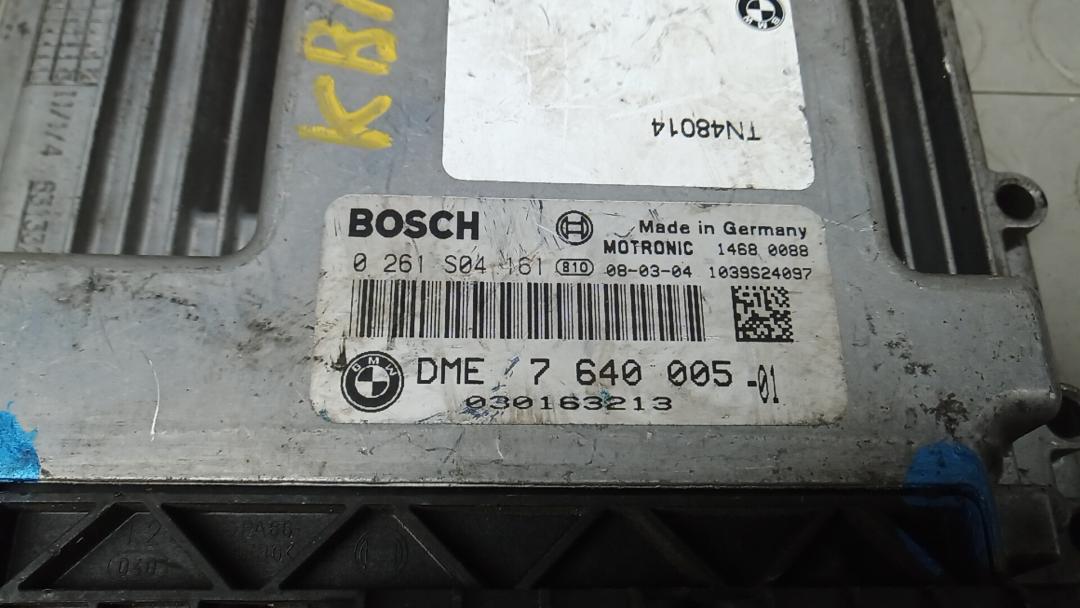 TN48014
BOSCH
Made in Germany
MOTRONIC 1468 0088
0 261 S04 161 810 08-03-04 1039S24097
BMW
DME 7 640 005 -01
030163213